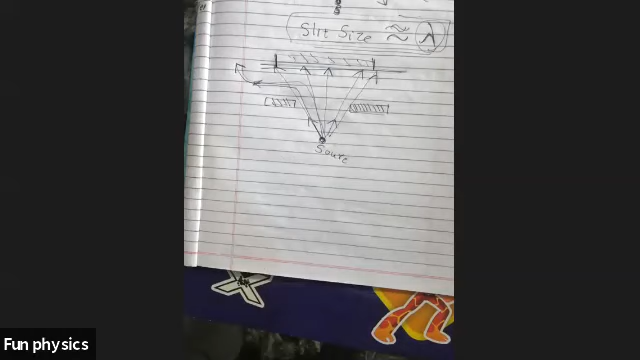 Slit Size ≈ λ
Source
Fun physics